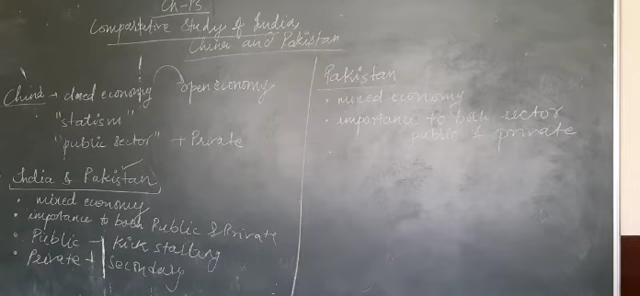 Ch-13
Comparative Study of India,
China and Pakistan
China → closed economy open economy
"statism"
"public sector" + Private
India & Pakistan
• mixed economy
• importance to both Public & Private
• Public → kick starting
• Private → secondary
Pakistan
• mixed economy
• importance to both sector
public & private